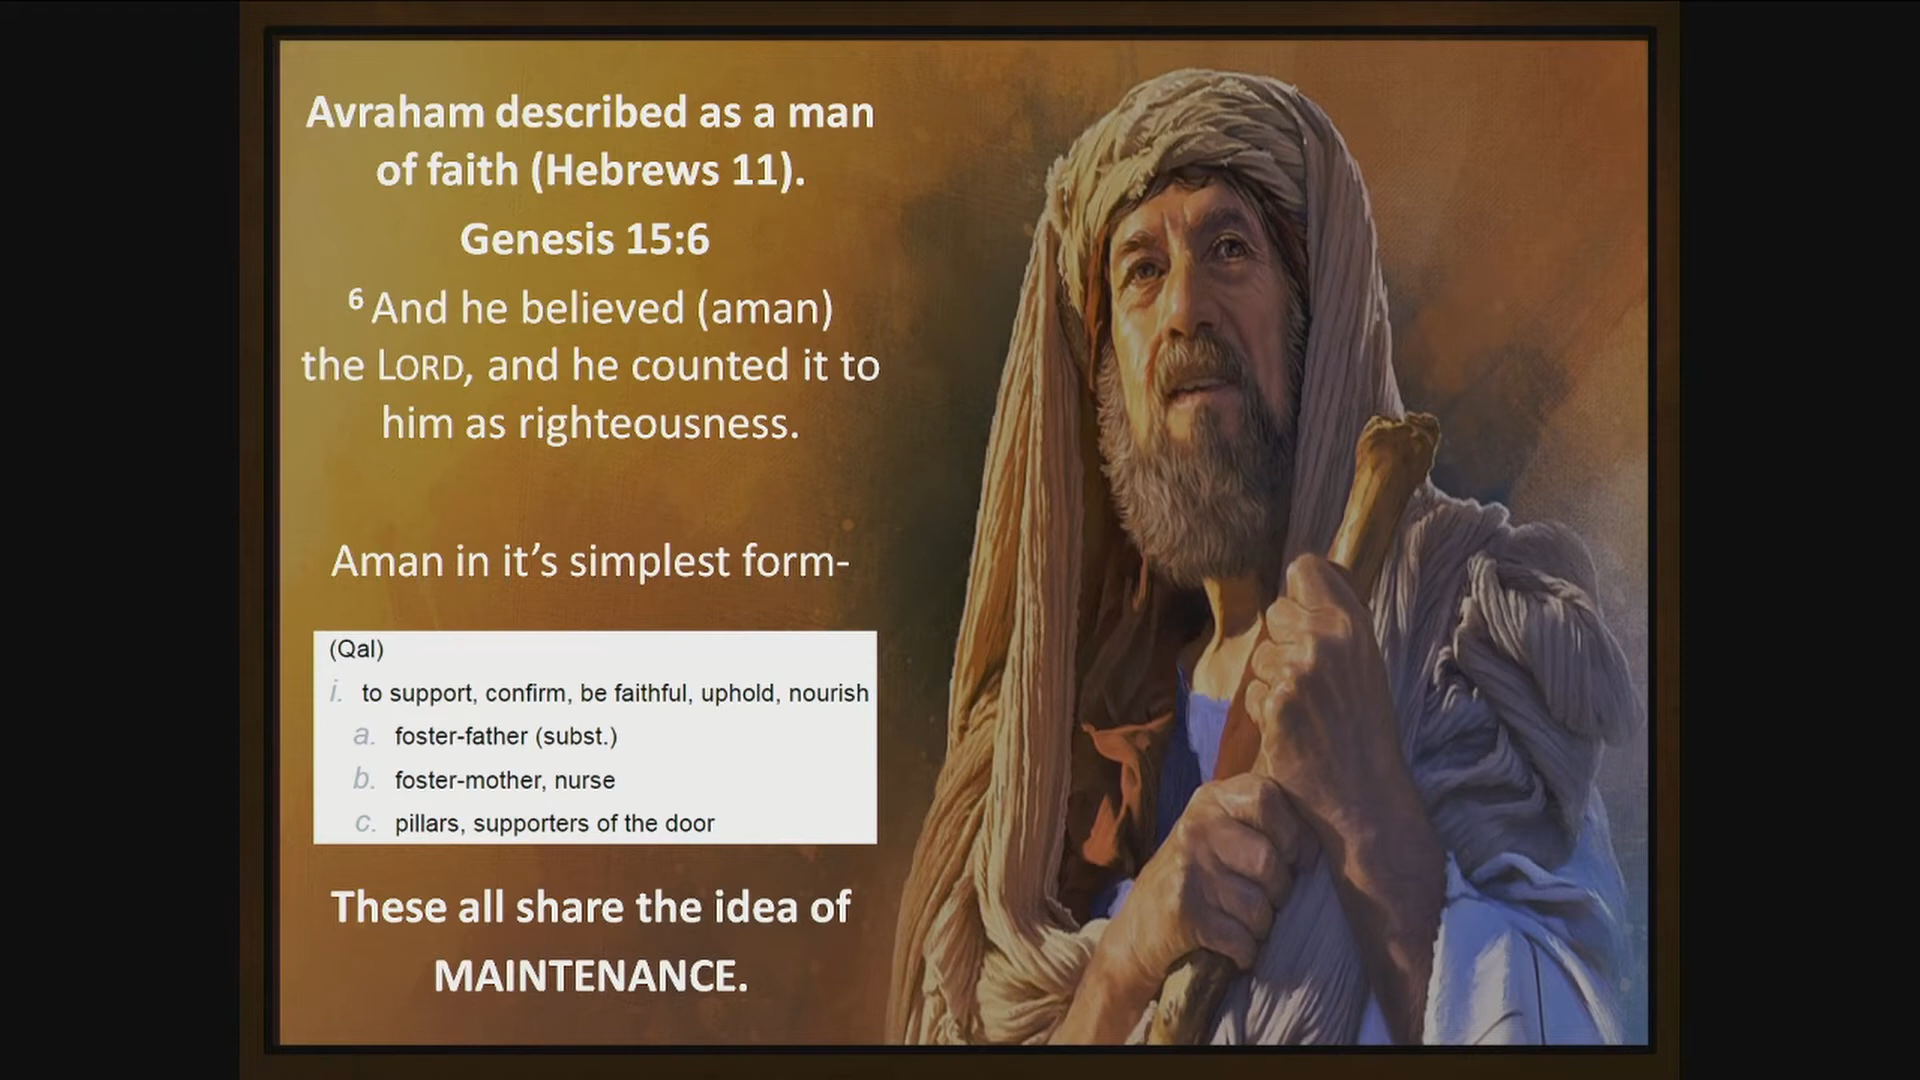 Avraham described as a man
of faith (Hebrews 11).
Genesis 15:6
6 And he believed (aman)
the LORD, and he counted it to
him as righteousness.
Aman in it’s simplest form-
(Qal)
i. to support, confirm, be faithful, uphold, nourish
a. foster-father (subst.)
b. foster-mother, nurse
c. pillars, supporters of the door
These all share the idea of
MAINTENANCE.